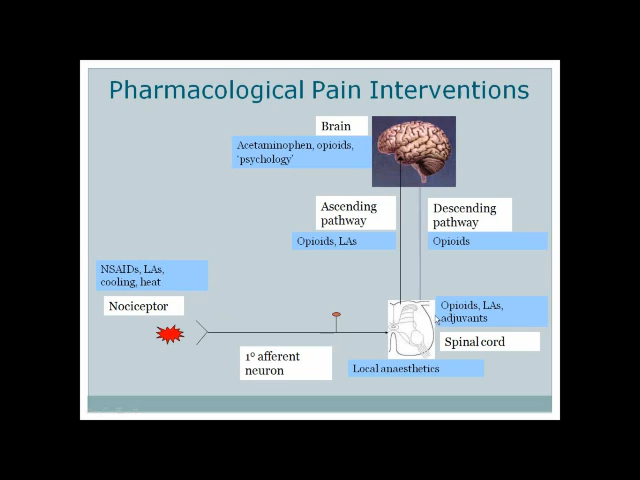 Pharmacological Pain Interventions
Brain
Acetaminophen, opioids,
‘psychology’
Ascending
pathway
Descending
pathway
Opioids, LAs
Opioids
NSAIDs, LAs,
cooling, heat
Nociceptor
Opioids, LAs,
adjuvants
Spinal cord
1º afferent
neuron
Local anaesthetics